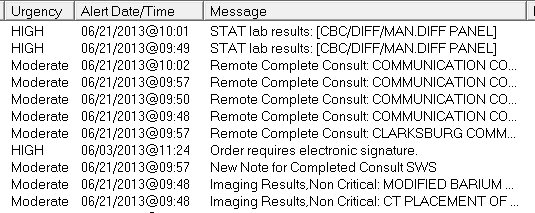 Urgency Alert Date/Time Message
HIGH 06/21/2013@10:01 STAT lab results: [CBC/DIFF/MAN.DIFF PANEL]
HIGH 06/21/2013@09:49 STAT lab results: [CBC/DIFF/MAN.DIFF PANEL]
Moderate 06/21/2013@10:02 Remote Complete Consult: COMMUNICATION CO...
Moderate 06/21/2013@09:57 Remote Complete Consult: COMMUNICATION CO...
Moderate 06/21/2013@09:50 Remote Complete Consult: COMMUNICATION CO...
Moderate 06/21/2013@09:48 Remote Complete Consult: COMMUNICATION CO...
Moderate 06/21/2013@09:57 Remote Complete Consult: CLARKSBURG COMM...
HIGH 06/03/2013@11:24 Order requires electronic signature.
Moderate 06/21/2013@09:57 New Note for Completed Consult SWS
Moderate 06/21/2013@09:48 Imaging Results,Non Critical: MODIFIED BARIUM ...
Moderate 06/21/2013@09:48 Imaging Results,Non Critical: CT PLACEMENT OF ...